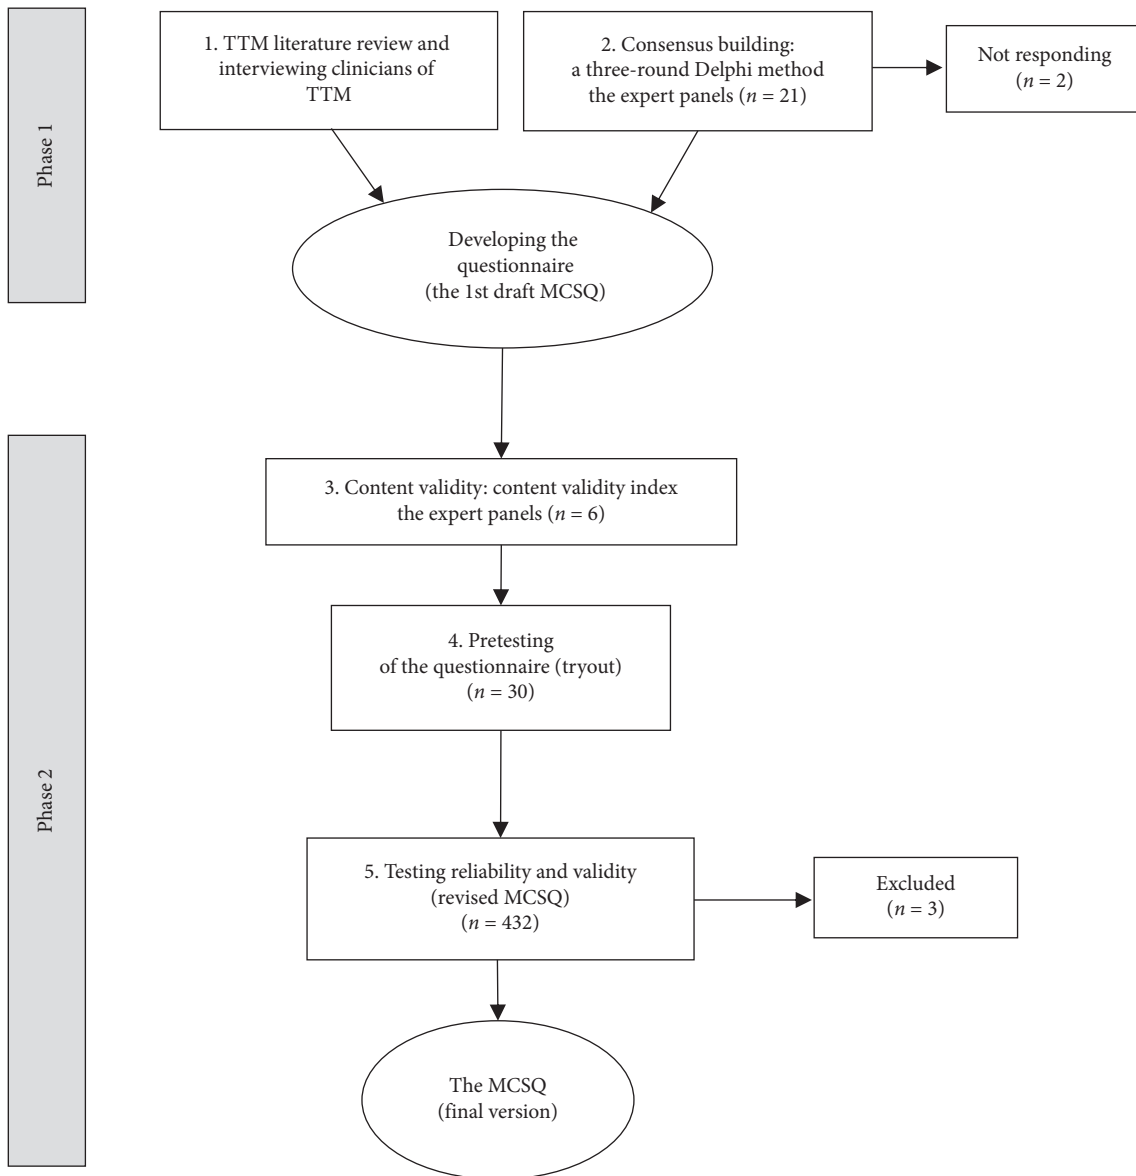 Phase 1
1. TTM literature review and
interviewing clinicians of
TTM
2. Consensus building:
a three-round Delphi method
the expert panels (n = 21)
Not responding
(n = 2)
Developing the
questionnaire
(the 1st draft MCSQ)
Phase 2
3. Content validity: content validity index
the expert panels (n = 6)
4. Pretesting
of the questionnaire (tryout)
(n = 30)
5. Testing reliability and validity
(revised MCSQ)
(n = 432)
Excluded
(n = 3)
The MCSQ
(final version)